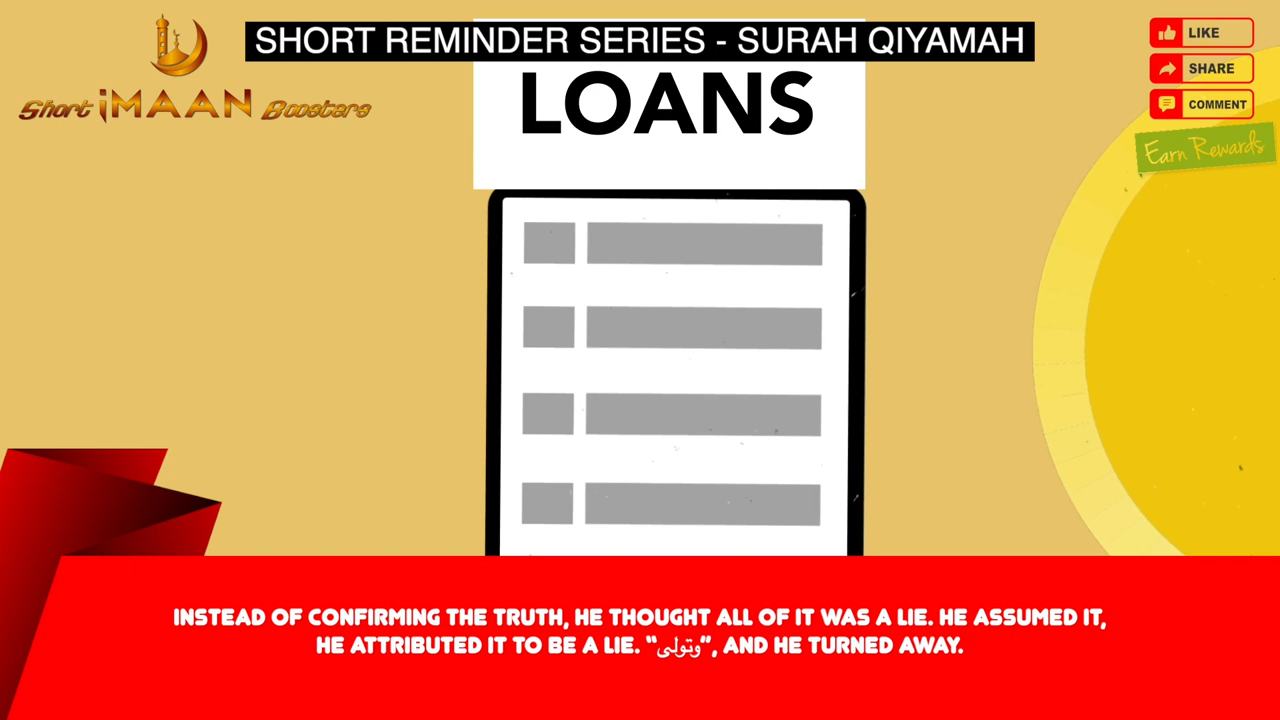 SHORT REMINDER SERIES - SURAH QIYAMAH
Short iMAAN Boosters
LOANS
LIKE
SHARE
COMMENT
Earn Rewards
INSTEAD OF CONFIRMING THE TRUTH, HE THOUGHT ALL OF IT WAS A LIE. HE ASSUMED IT,
HE ATTRIBUTED IT TO BE A LIE. “وتولى”, AND HE TURNED AWAY.